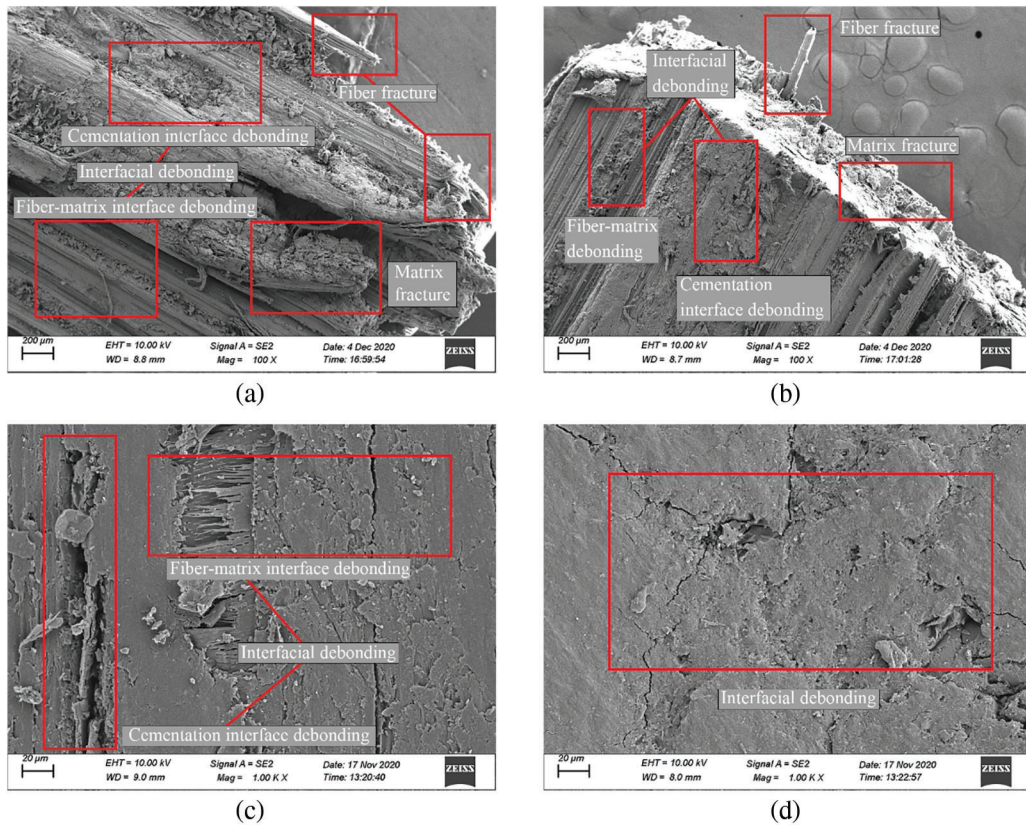 Fiber fracture
Cementation interface debonding
Interfacial debonding
Fiber-matrix interface debonding
Matrix
fracture
200 µm
EHT = 10.00 kV
WD = 8.8 mm
Signal A = SE2
Mag = 100 X
Date: 4 Dec 2020
Time: 16:59:54
ZEISS
(a)
Fiber fracture
Interfacial
debonding
Matrix fracture
Fiber-matrix
debonding
Cementation
interface debonding
200 µm
EHT = 10.00 kV
WD = 8.7 mm
Signal A = SE2
Mag = 100 X
Date: 4 Dec 2020
Time: 17:01:28
ZEISS
(b)
Fiber-matrix interface debonding
Interfacial debonding
Cementation interface debonding
20 µm
EHT = 10.00 kV
WD = 9.0 mm
Signal A = SE2
Mag = 1.00 K X
Date: 17 Nov 2020
Time: 13:20:40
ZEISS
(c)
Interfacial debonding
20 µm
EHT = 10.00 kV
WD = 8.0 mm
Signal A = SE2
Mag = 1.00 K X
Date: 17 Nov 2020
Time: 13:22:57
ZEISS
(d)